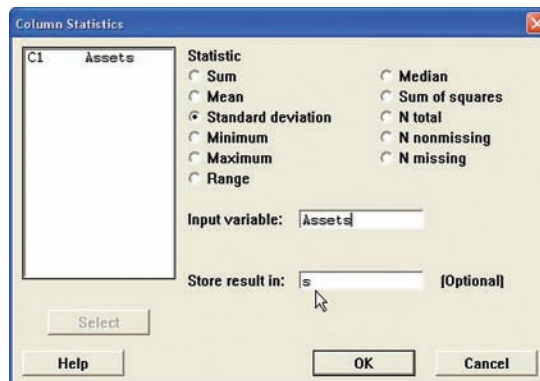 Column Statistics
C1 Assets
Statistic
Sum
Mean
Standard deviation
Minimum
Maximum
Range
Median
Sum of squares
N total
N nonmissing
N missing
Input variable: Assets
Store result in: s (Optional)
Select
Help
OK
Cancel